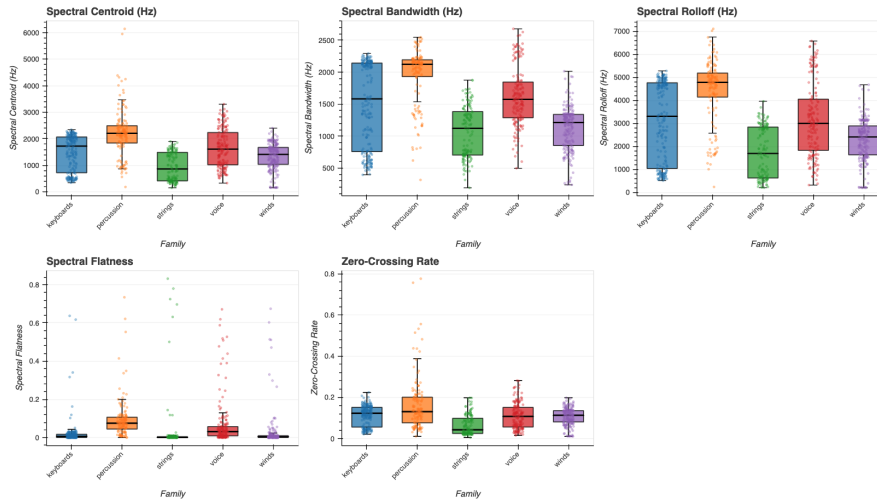 Spectral Centroid (Hz)
Spectral Centroid (Hz)
6000
5000
4000
3000
2000
1000
0
keyboards
percussion
strings
voice
winds
Family
Spectral Bandwidth (Hz)
Spectral Bandwidth (Hz)
2500
2000
1500
1000
500
keyboards
percussion
strings
voice
winds
Family
Spectral Rolloff (Hz)
Spectral Rolloff (Hz)
7000
6000
5000
4000
3000
2000
1000
0
keyboards
percussion
strings
voice
winds
Family
Spectral Flatness
Spectral Flatness
0.8
0.6
0.4
0.2
0
keyboards
percussion
strings
voice
winds
Family
Zero-Crossing Rate
Zero-Crossing Rate
0.8
0.6
0.4
0.2
0
keyboards
percussion
strings
voice
winds
Family